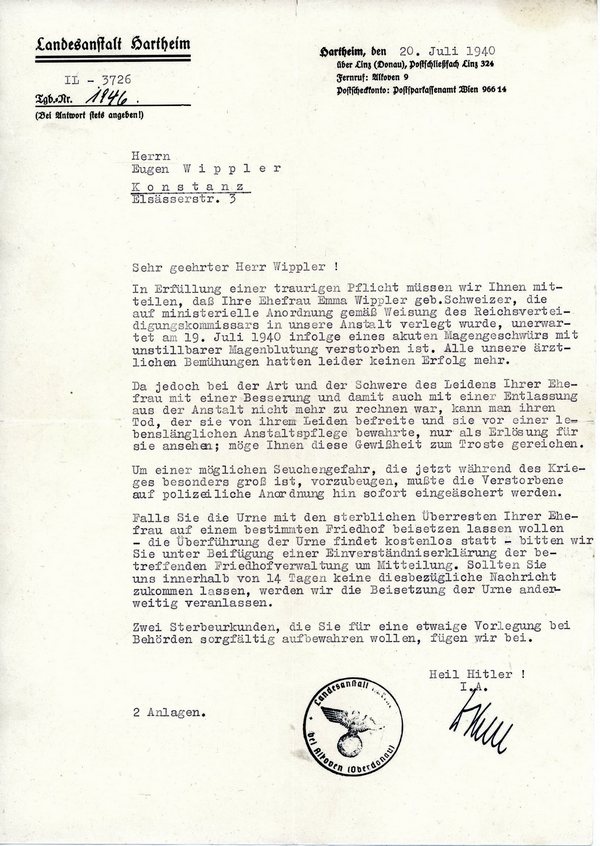 Landesanstalt Hartheim
IL - 3726
Tgb.-Nr. 1946.
(Bei Antwort stets angeben!)
Hartheim, den 20. Juli 1940
über Linz (Donau), Postschließfach Linz 324
Fernruf: Alkoven 9
Postscheckkonto: Postsparkassenamt Wien 966 14
Herrn
Eugen W i p p l e r
K o n s t a n z
Elsässerstr. 3
Sehr geehrter Herr Wippler !
In Erfüllung einer traurigen Pflicht müssen wir Ihnen mit-
teilen, daß Ihre Ehefrau Emma Wippler geb.Schweizer, die
auf ministerielle Anordnung gemäß Weisung des Reichsvertei-
digungskommissars in unsere Anstalt verlegt wurde, unerwar-
tet am 19. Juli 1940 infolge eines akuten Magengeschwürs mit
unstillbarer Magenblutung verstorben ist. Alle unsere ärzt-
lichen Bemühungen hatten leider keinen Erfolg mehr.
Da jedoch bei der Art und der Schwere des Leidens Ihrer Ehe-
frau mit einer Besserung und damit auch mit einer Entlassung
aus der Anstalt nicht mehr zu rechnen war, kann man ihren
Tod, der sie von ihrem Leiden befreite und sie vor einer le-
benslänglichen Anstaltspflege bewahrte, nur als Erlösung für
sie ansehen; möge Ihnen diese Gewißheit zum Troste gereichen.
Um einer möglichen Seuchengefahr, die jetzt während des Krie-
ges besonders groß ist, vorzubeugen, mußte die Verstorbene
auf polizeiliche Anordnung hin sofort eingeäschert werden.
Falls Sie die Urne mit den sterblichen Überresten Ihrer Ehe-
frau auf einem bestimmten Friedhof beisetzen lassen wollen
- die Überführung der Urne findet kostenlos statt - bitten wir
Sie unter Beifügung einer Einverständniserklärung der be-
treffenden Friedhofverwaltung um Mitteilung. Sollten Sie
uns innerhalb von 14 Tagen keine diesbezügliche Nachricht
zukommen lassen, werden wir die Beisetzung der Urne ander-
weitig veranlassen.
Zwei Sterbeurkunden, die Sie für eine etwaige Vorlegung bei
Behörden sorgfältig aufbewahren wollen, fügen wir bei.
Heil Hitler !
I.A.
2 Anlagen.
Landesanstalt
bei Alkoven (Oberdonau)